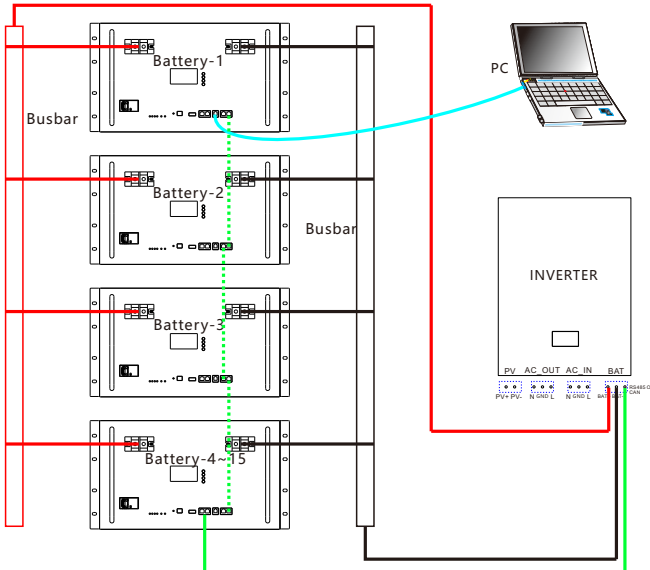 Battery-1
PC
Busbar
Battery-2
Busbar
INVERTER
Battery-3
PV AC_OUT AC_IN BAT
PV+ PV- N GND L N GND L
Battery-4~15